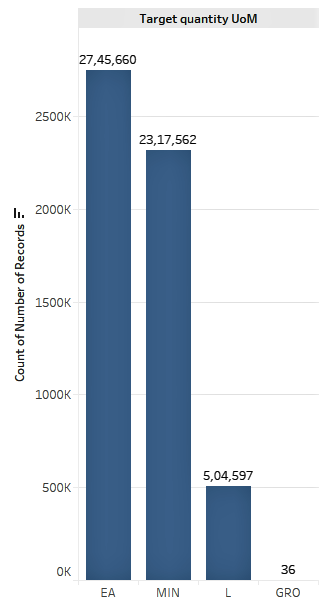 Target quantity UoM
27,45,660
23,17,562
5,04,597
36
2500K
2000K
1500K
1000K
500K
0K
Count of Number of Records
EA MIN L GRO